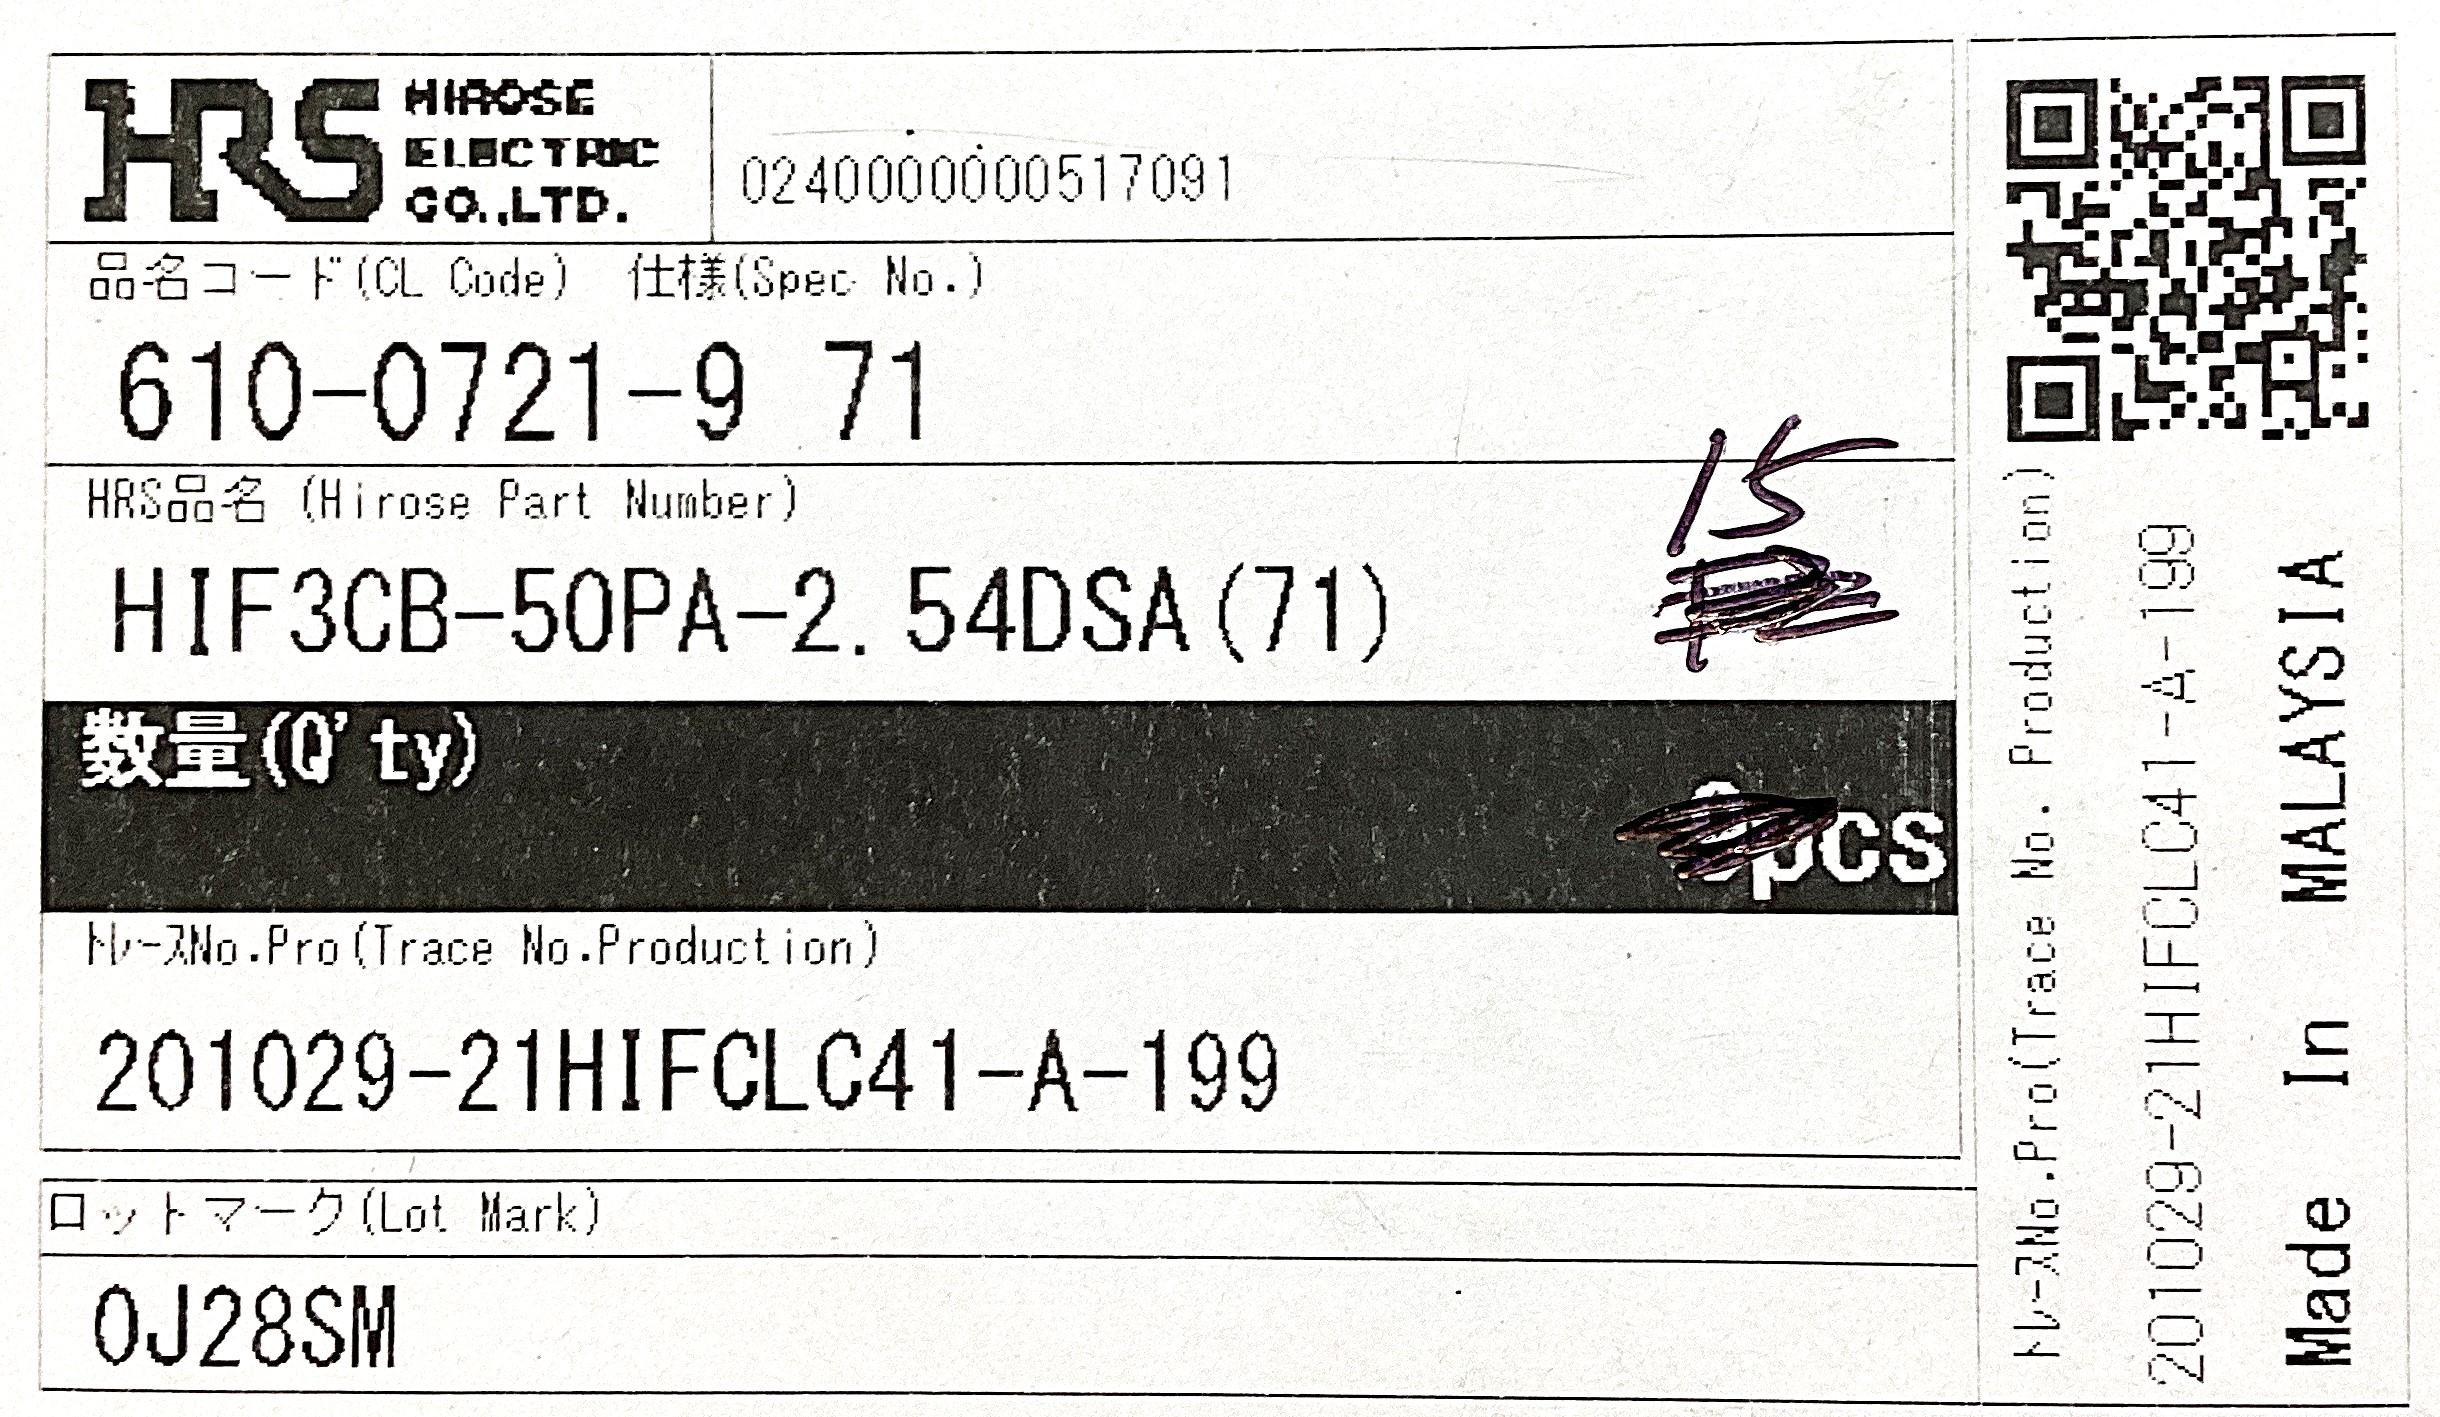 HRS HIROSE
ELECTRIC
CO.,LTD.
0240000000517091
品名コード(CL Code) 仕様(Spec No.)
610-0721-9 71
HRS品名 (Hirose Part Number)
HIF3CB-50PA-2.54DSA(71)
15
数量(Q'ty)
pcs
トレースNo.Pro(Trace No.Production)
201029-21HIFCLC41-A-199
ロットマーク(Lot Mark)
0J28SM
トレースNo.Pro(Trace No. Production)
201029-21HIFCLC41-A-199
Made In MALAYSIA